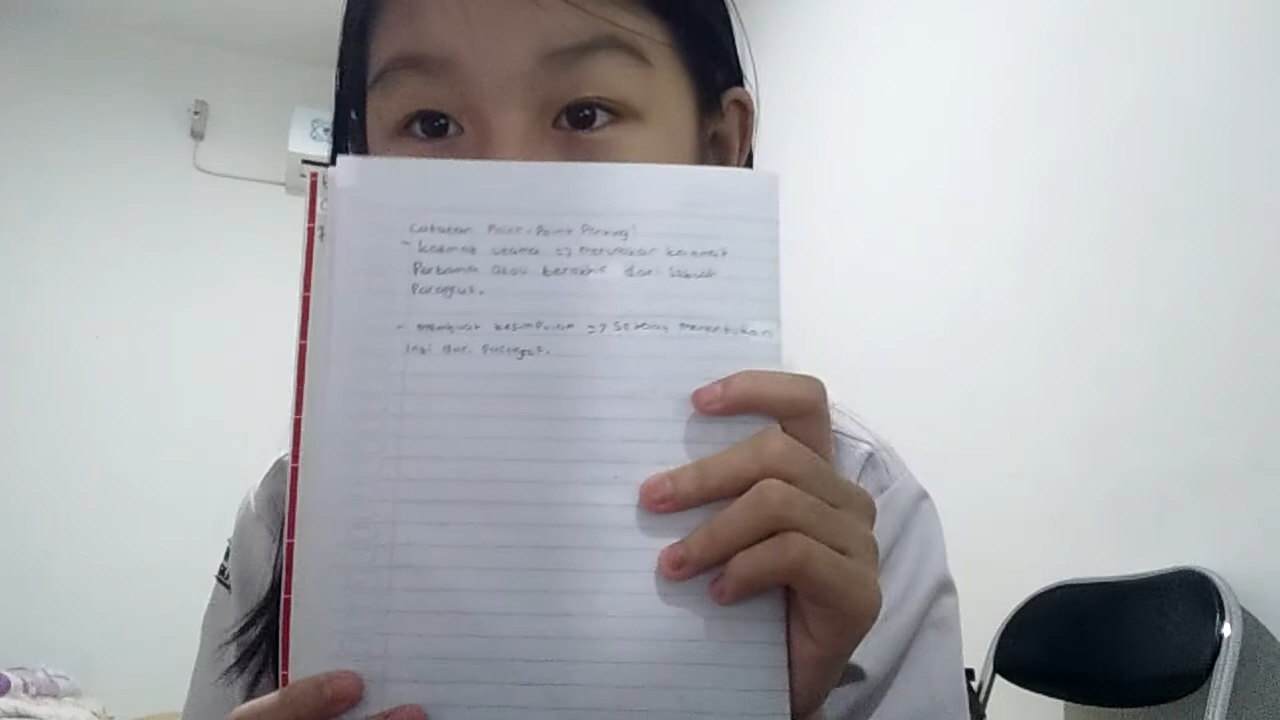 Catatan Point-Point Penting!
- kalimat utama => merupakan kalimat
Pertama atau terakhir dari sebuah
Paragraf.
- Membuat kesimpulan => Setelah menentukan
inti dari Paragraf.